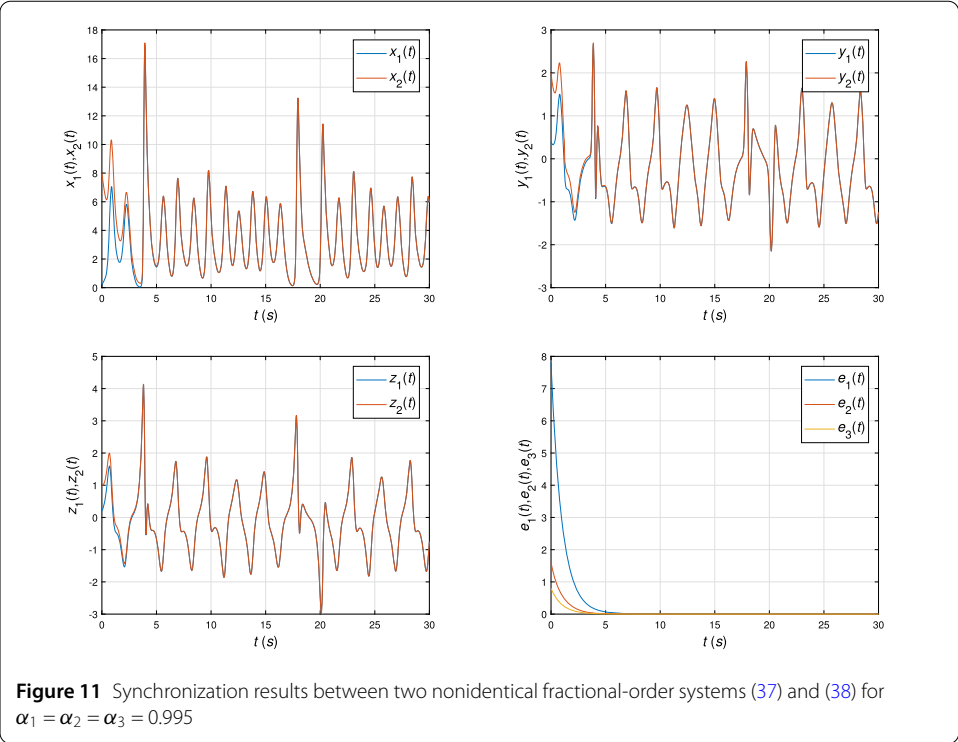 18
16
14
12
10
8
6
4
2
0
x1(t),x2(t)
x1(t)
x2(t)
0 5 10 15 20 25 30
t (s)
3
2
1
0
-1
-2
-3
y1(t),y2(t)
y1(t)
y2(t)
0 5 10 15 20 25 30
t (s)
5
4
3
2
1
0
-1
-2
-3
z1(t),z2(t)
z1(t)
z2(t)
0 5 10 15 20 25 30
t (s)
8
7
6
5
4
3
2
1
0
e1(t),e2(t),e3(t)
e1(t)
e2(t)
e3(t)
0 5 10 15 20 25 30
t (s)
Figure 11 Synchronization results between two nonidentical fractional-order systems (37) and (38) for
α1 = α2 = α3 = 0.995